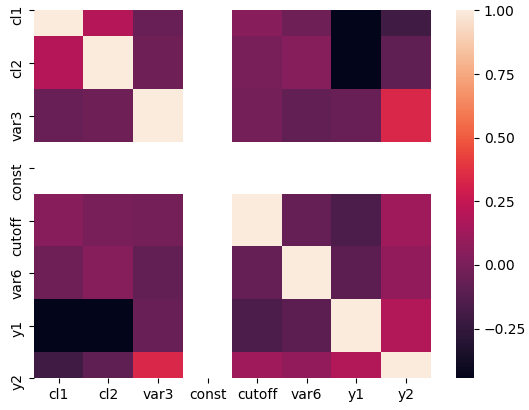 cl1
cl2
var3
const
cutoff
var6
y1
y2
cl1 cl2 var3 const cutoff var6 y1 y2
1.00
0.75
0.50
0.25
0.00
−0.25